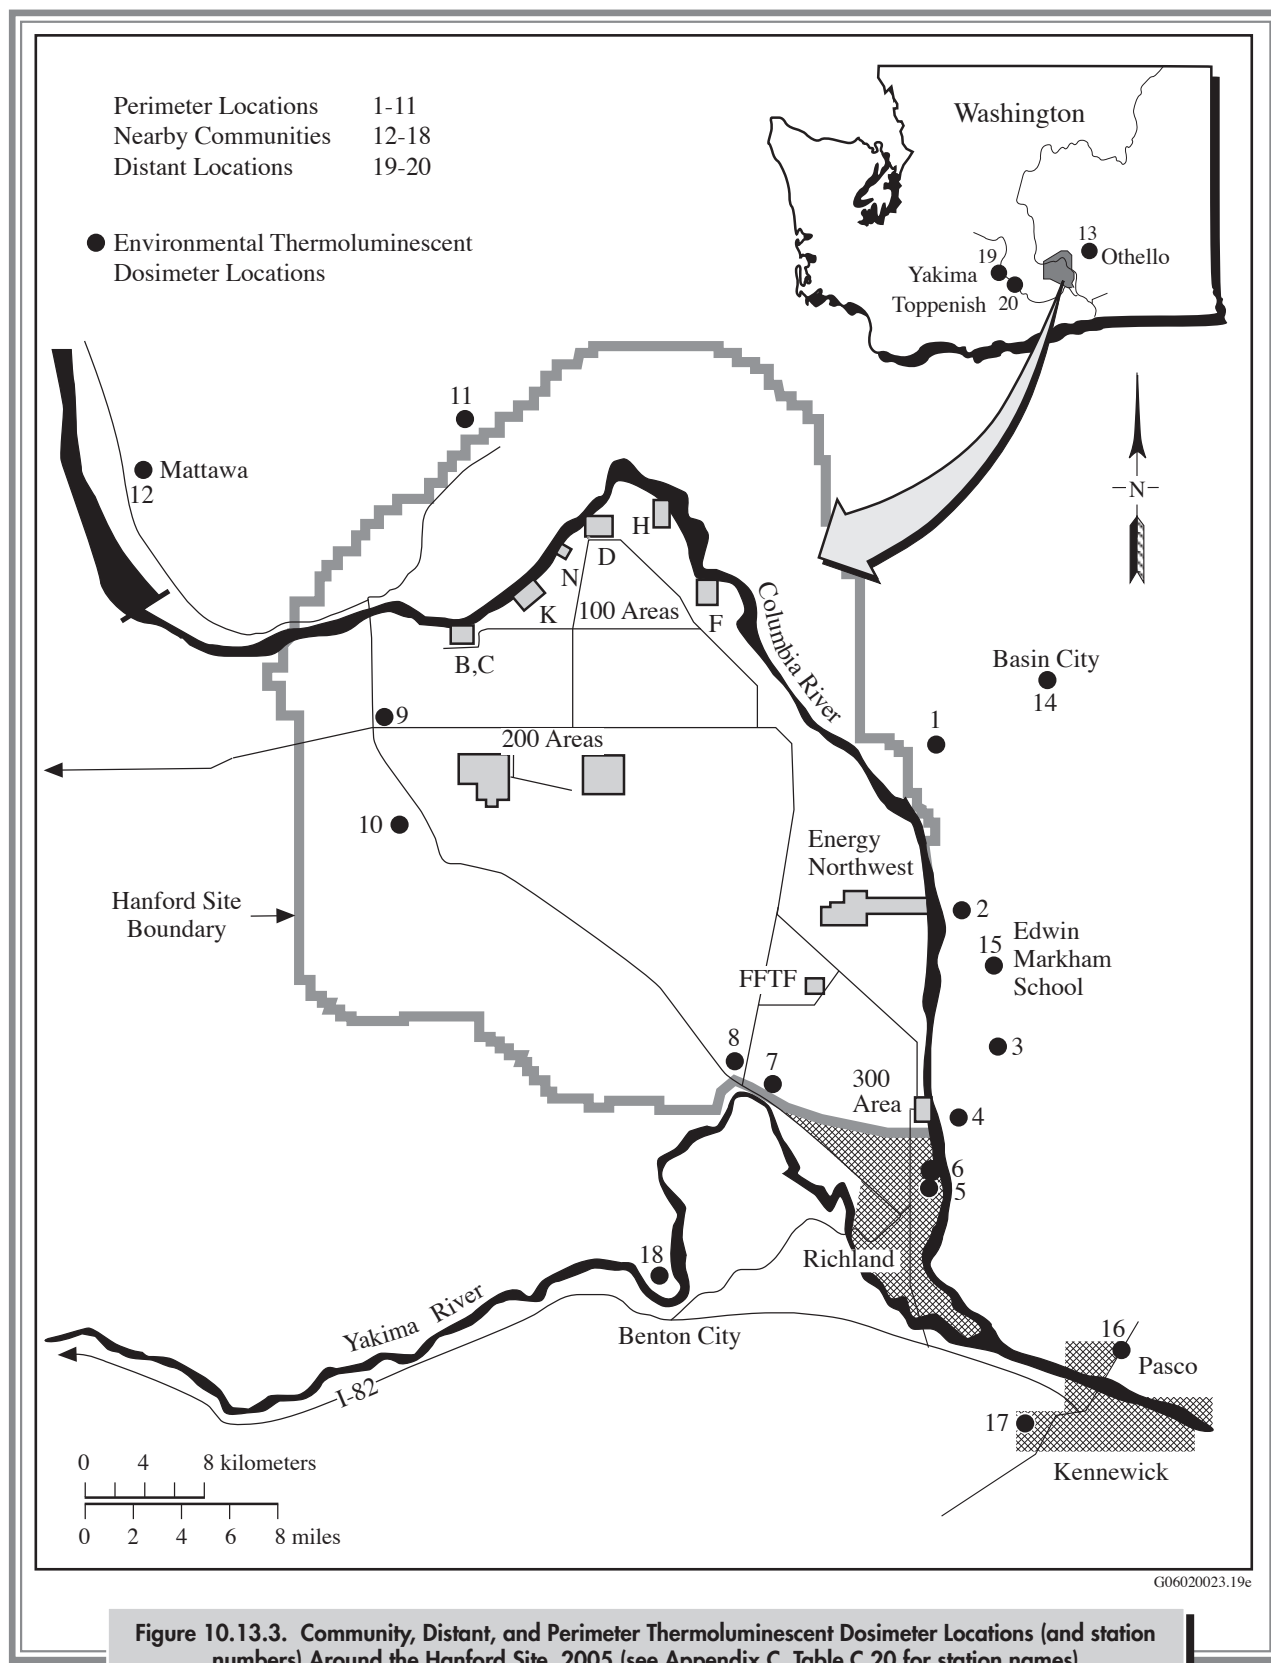 Perimeter Locations 1-11
Nearby Communities 12-18
Distant Locations 19-20
Environmental Thermoluminescent
Dosimeter Locations
Washington
13
Othello
19
Yakima
Toppenish 20
11
Mattawa
12
N
H
D
N
K
100 Areas
F
B,C
Columbia River
Basin City
14
9
1
200 Areas
10
Energy
Northwest
Hanford Site
Boundary
2
15
Edwin
Markham
School
FFTF
3
8
7
300
Area
4
6
5
18
Richland
Yakima River
Benton City
I-82
16
Pasco
17
Kennewick
0 4 8 kilometers
0 2 4 6 8 miles
G06020023.19e
Figure 10.13.3. Community, Distant, and Perimeter Thermoluminescent Dosimeter Locations (and station
numbers) Around the Hanford Site, 2005 (see Appendix C, Table C.20 for station names)